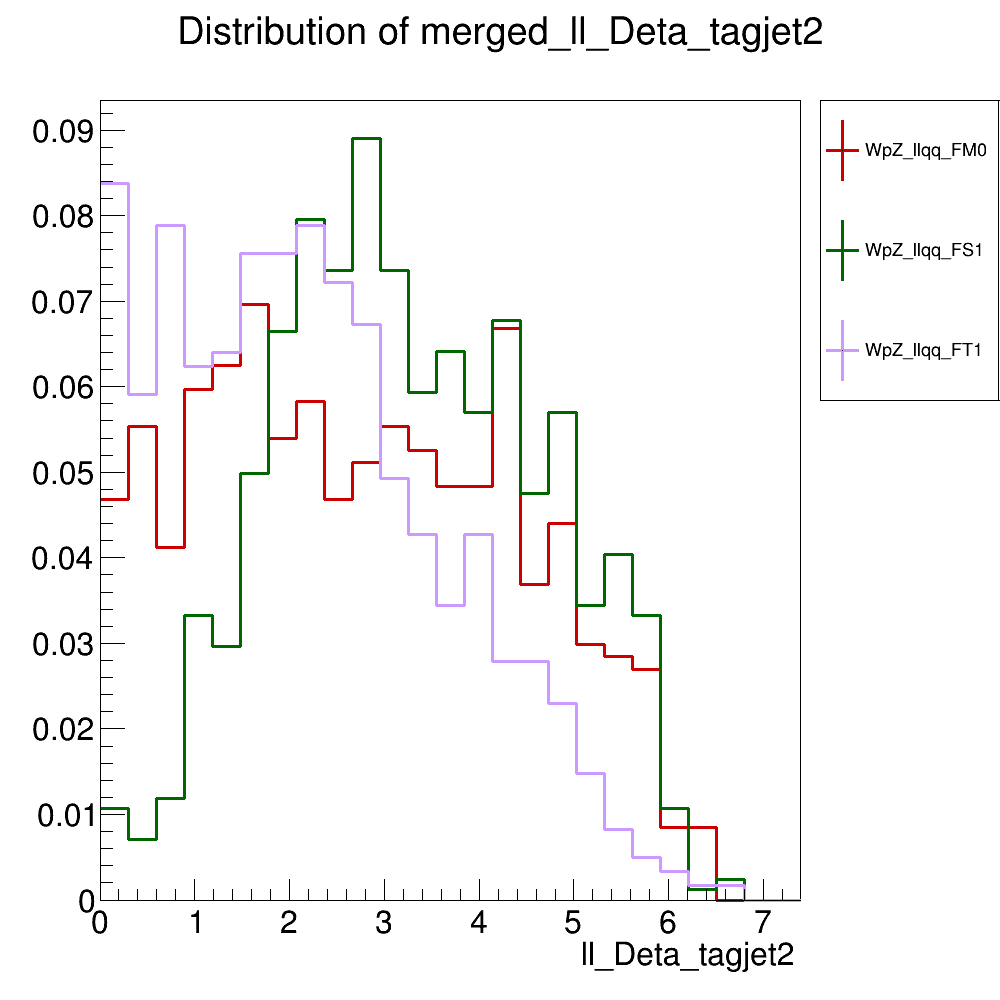 Distribution of merged_ll_Deta_tagjet2
0.09
0.08
0.07
0.06
0.05
0.04
0.03
0.02
0.01
0
0 1 2 3 4 5 6 7
ll_Deta_tagjet2
WpZ_llqq_FM0
WpZ_llqq_FS1
WpZ_llqq_FT1